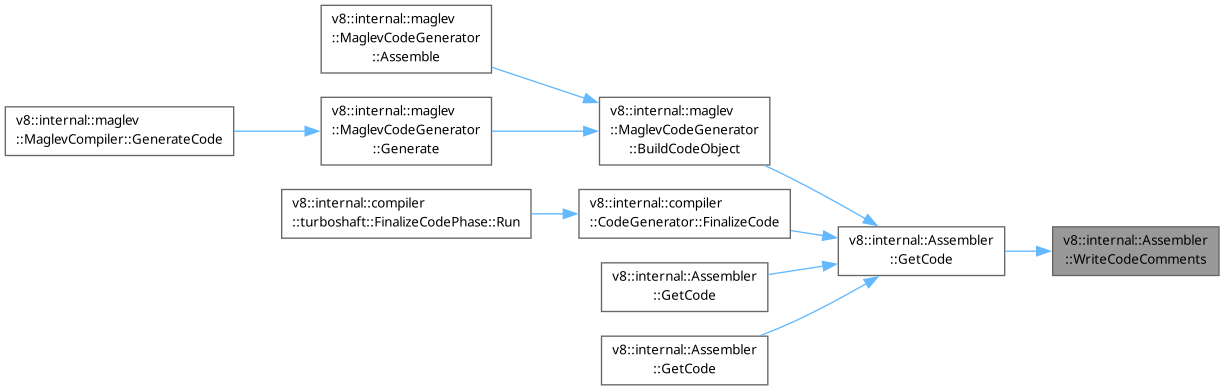 v8::internal::maglev
::MaglevCodeGenerator
::Assemble
v8::internal::maglev
::MaglevCompiler::GenerateCode
v8::internal::maglev
::MaglevCodeGenerator
::Generate
v8::internal::maglev
::MaglevCodeGenerator
::BuildCodeObject
v8::internal::compiler
::turboshaft::FinalizeCodePhase::Run
v8::internal::compiler
::CodeGenerator::FinalizeCode
v8::internal::Assembler
::GetCode
v8::internal::Assembler
::WriteCodeComments
v8::internal::Assembler
::GetCode
v8::internal::Assembler
::GetCode